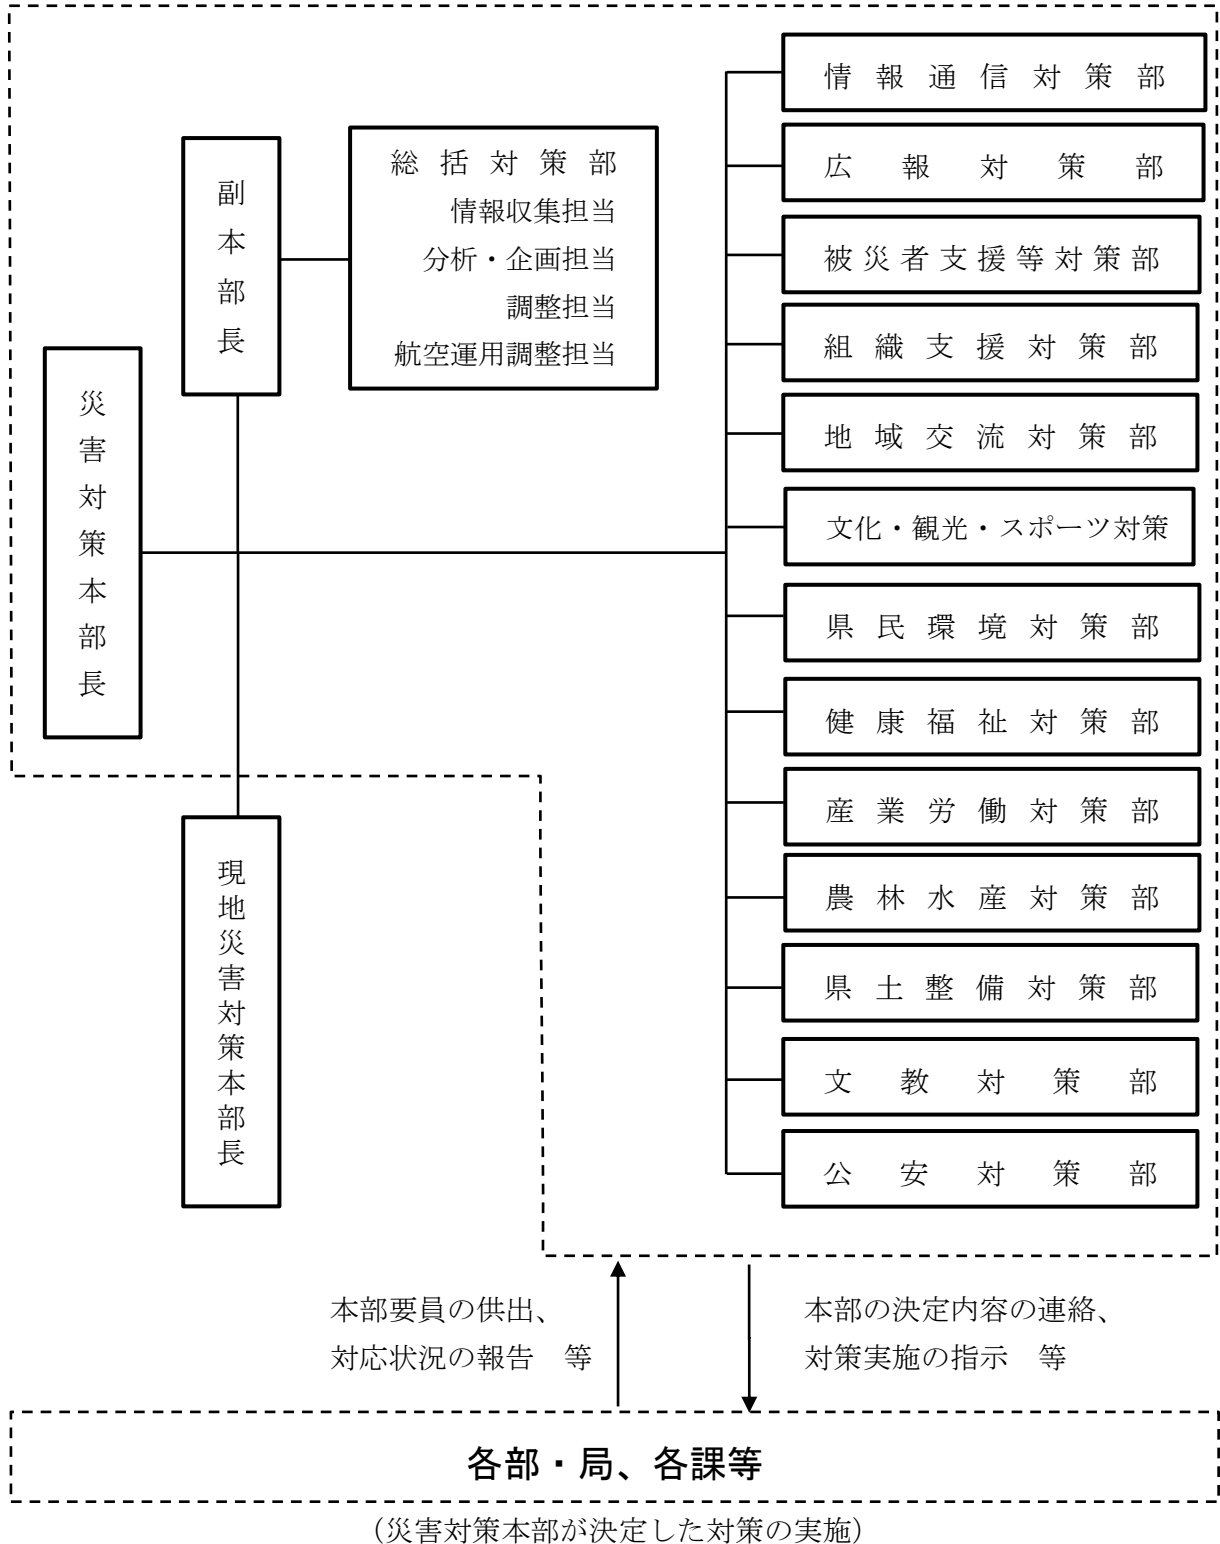 災害対策本部長
副本部長
総括対策部
情報収集担当
分析・企画担当
調整担当
航空運用調整担当
現地災害対策本部長
情報通信対策部
広報対策部
被災者支援等対策部
組織支援対策部
地域交流対策部
文化・観光・スポーツ対策
県民環境対策部
健康福祉対策部
産業労働対策部
農林水産対策部
県土整備対策部
文教対策部
公安対策部
本部要員の供出、
対応状況の報告　等
本部の決定内容の連絡、
対策実施の指示　等
各部・局、各課等
（災害対策本部が決定した対策の実施）